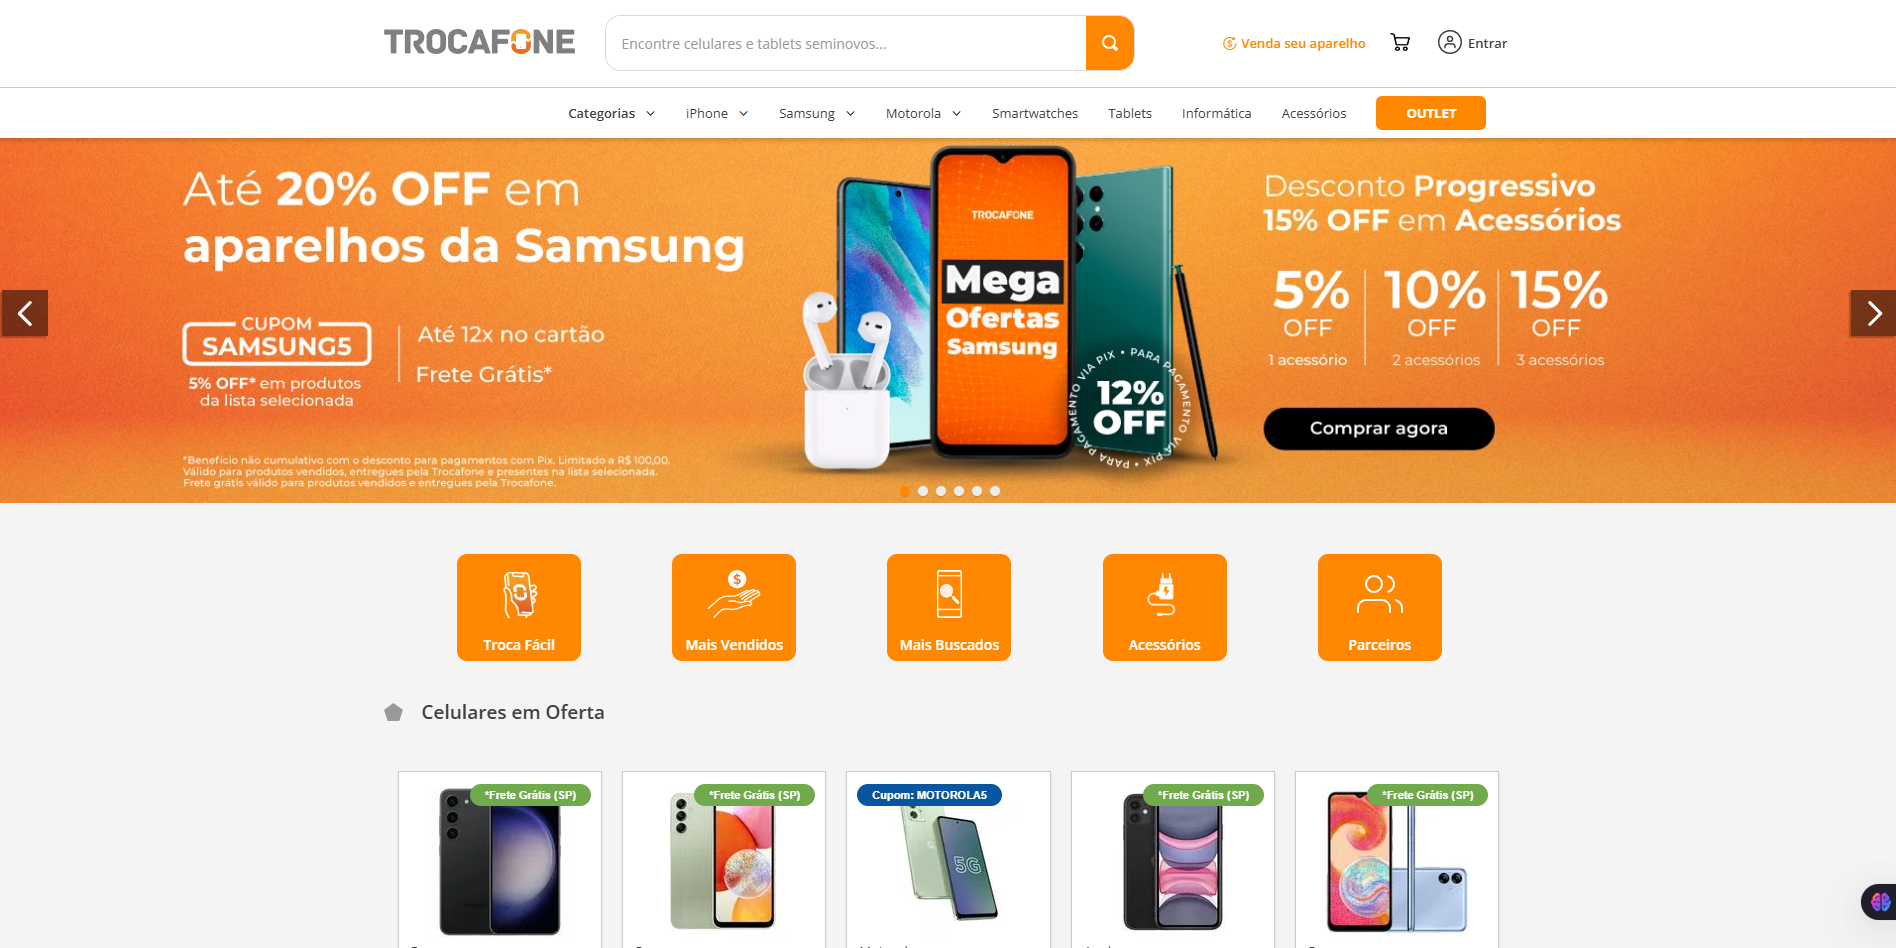 TROCAFONE
Encontre celulares e tablets seminovos...
Venda seu aparelho
Entrar
Categorias
iPhone
Samsung
Motorola
Smartwatches
Tablets
Informática
Acessórios
OUTLET
Até 20% OFF em
aparelhos da Samsung
CUPOM
SAMSUNG5
5% OFF* em produtos
da lista selecionada
Até 12x no cartão
Frete Grátis*
*Benefício não cumulativo com o desconto para pagamentos com Pix. Limitado a R$ 100,00.
Válido para produtos vendidos, entregues pela Trocafone e presentes na lista selecionada.
Frete grátis válido para produtos vendidos e entregues pela Trocafone.
TROCAFONE
Mega
Ofertas
Samsung
12%
OFF
PARA PAGAMENTO VIA PIX • PARA PAGAMENTO VIA PIX •
Desconto Progressivo
15% OFF em Acessórios
5%
OFF
1 acessório
10%
OFF
2 acessórios
15%
OFF
3 acessórios
Comprar agora
Troca Fácil
Mais Vendidos
Mais Buscados
Acessórios
Parceiros
Celulares em Oferta
*Frete Grátis (SP)
*Frete Grátis (SP)
Cupom: MOTOROLA5
5G
*Frete Grátis (SP)
*Frete Grátis (SP)